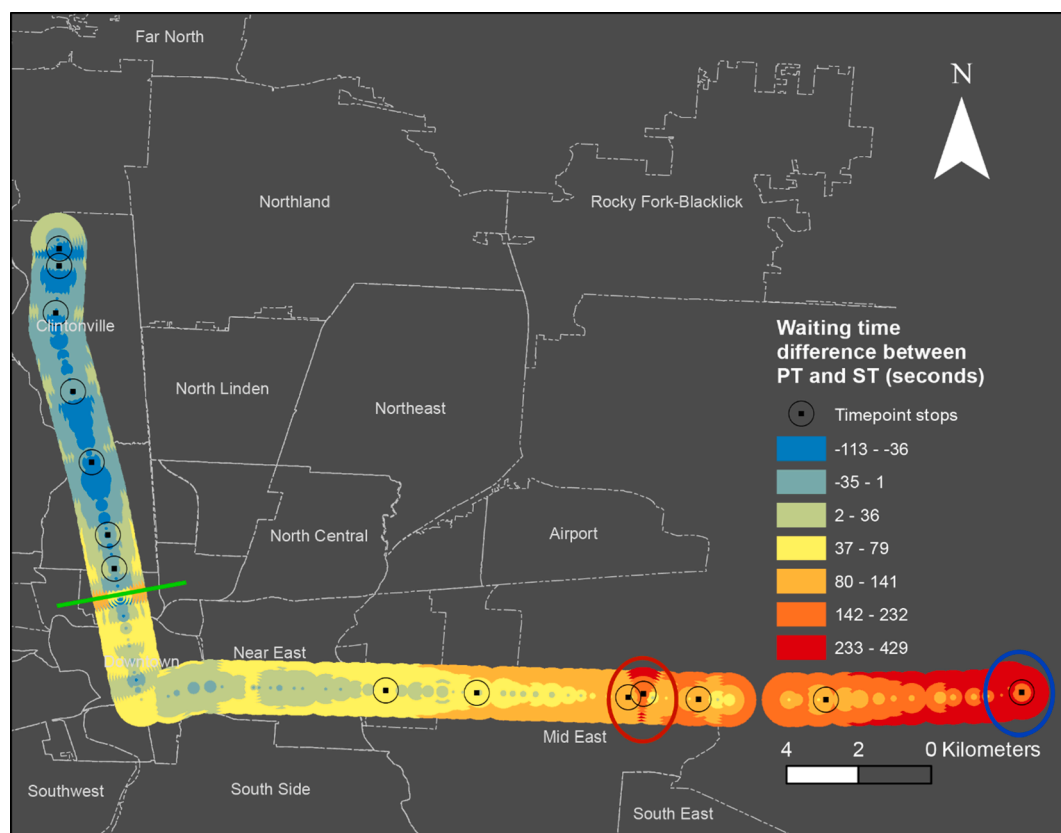 Far North
N
Northland
Rocky Fork-Blacklick
Clintonville
North Linden
Northeast
North Central
Airport
Near East
Downtown
Mid East
Southwest
South Side
South East
Waiting time
difference between
PT and ST (seconds)
Timepoint stops
-113 - -36
-35 - 1
2 - 36
37 - 79
80 - 141
142 - 232
233 - 429
4 2 0 Kilometers